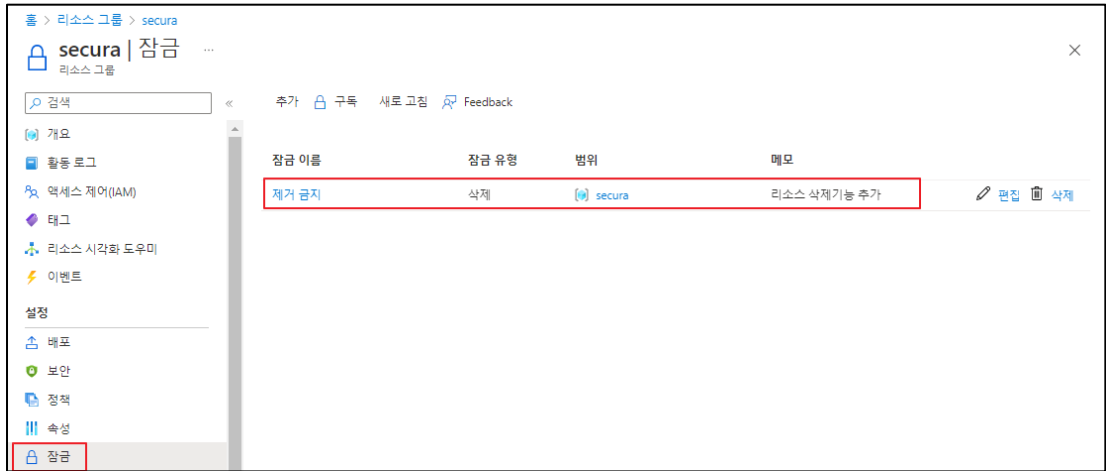 홈 > 리소스 그룹 > secura
secura | 잠금 ...
리소스 그룹
검색
«
추가 구독 새로 고침 Feedback
개요
활동 로그
액세스 제어(IAM)
태그
리소스 시각화 도우미
이벤트
설정
배포
보안
정책
속성
잠금
잠금 이름 잠금 유형 범위 메모
제거 금지 삭제 secura 리소스 삭제기능 추가 편집 삭제